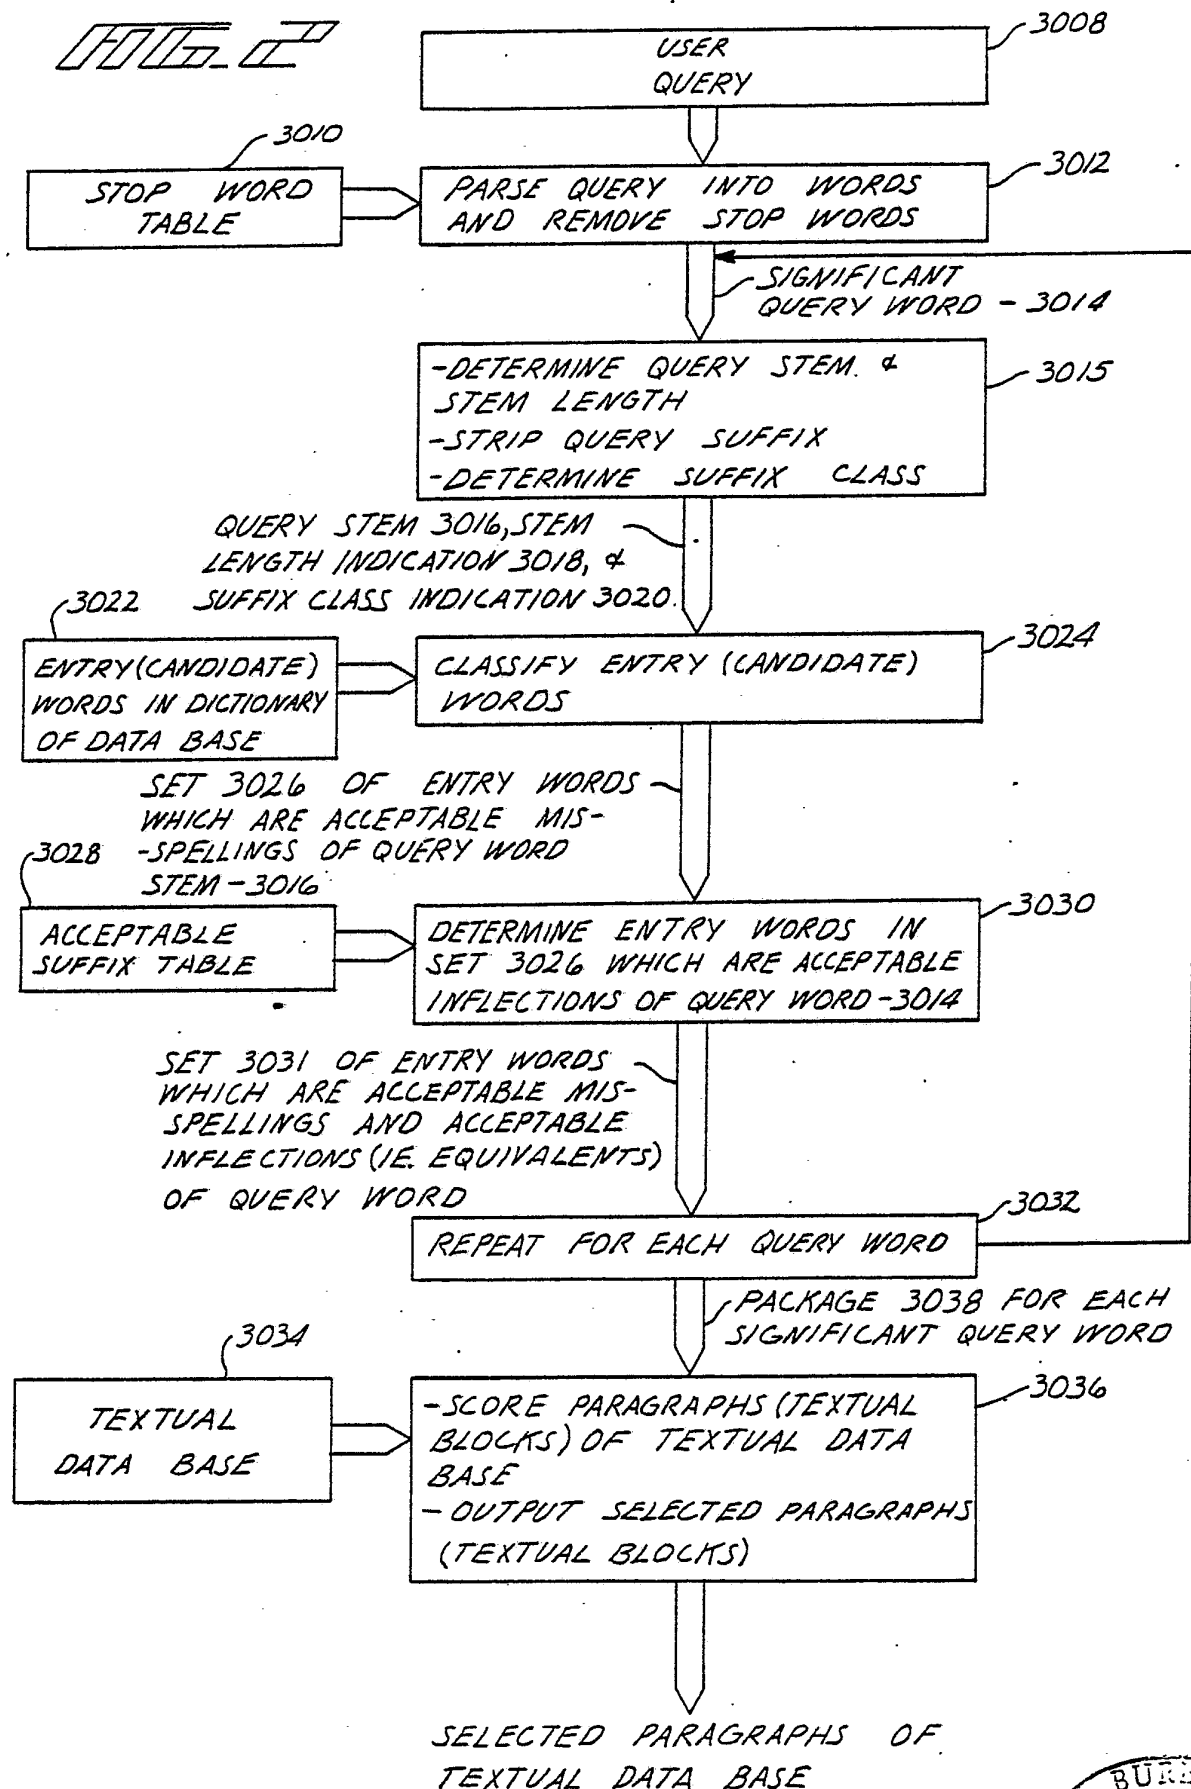 FIG. 2
USER
QUERY
3008
3010
STOP WORD
TABLE
PARSE QUERY INTO WORDS
AND REMOVE STOP WORDS
3012
SIGNIFICANT
QUERY WORD - 3014
-DETERMINE QUERY STEM. &
STEM LENGTH
-STRIP QUERY SUFFIX
-DETERMINE SUFFIX CLASS
3015
QUERY STEM 3016, STEM
LENGTH INDICATION 3018, &
SUFFIX CLASS INDICATION 3020.
3022
ENTRY (CANDIDATE)
WORDS IN DICTIONARY
OF DATA BASE
CLASSIFY ENTRY (CANDIDATE)
WORDS
3024
SET 3026 OF ENTRY WORDS
WHICH ARE ACCEPTABLE MIS-
-SPELLINGS OF QUERY WORD
STEM - 3016
3028
ACCEPTABLE
SUFFIX TABLE
DETERMINE ENTRY WORDS IN
SET 3026 WHICH ARE ACCEPTABLE
INFLECTIONS OF QUERY WORD - 3014
3030
SET 3031 OF ENTRY WORDS
WHICH ARE ACCEPTABLE MIS-
SPELLINGS AND ACCEPTABLE
INFLECTIONS (IE. EQUIVALENTS)
OF QUERY WORD
REPEAT FOR EACH QUERY WORD
3032
PACKAGE 3038 FOR EACH
SIGNIFICANT QUERY WORD
3034
TEXTUAL
DATA BASE
-SCORE PARAGRAPHS (TEXTUAL
BLOCKS) OF TEXTUAL DATA
BASE
- OUTPUT SELECTED PARAGRAPHS
(TEXTUAL BLOCKS)
3036
SELECTED PARAGRAPHS OF
TEXTUAL DATA BASE